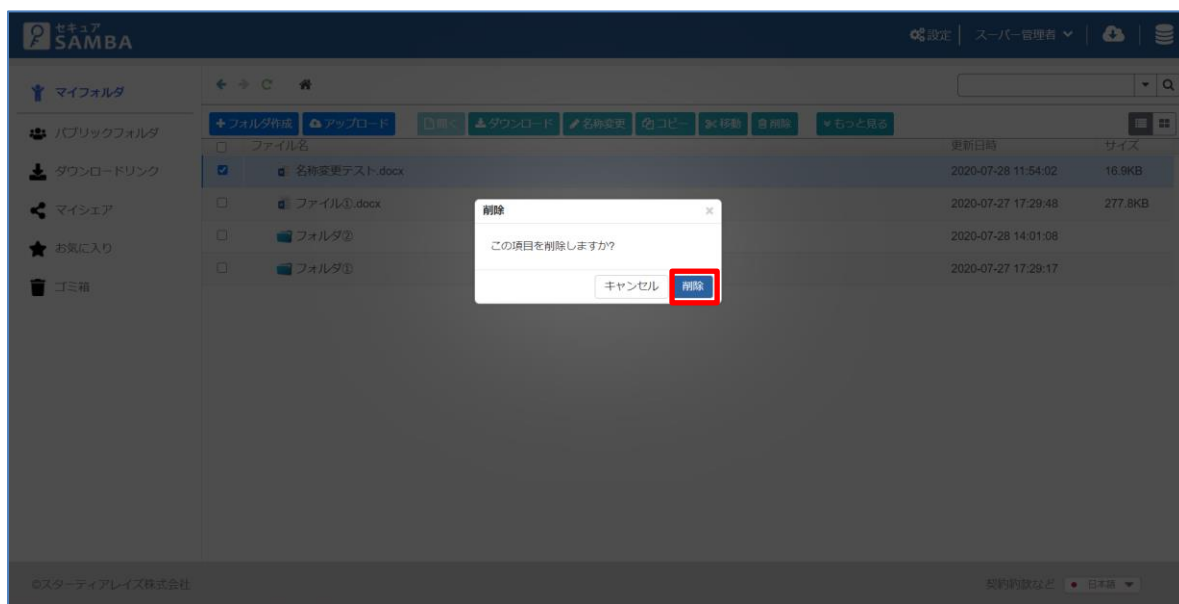 セキュア
SAMBA
設定 スーパー管理者
マイフォルダ
パブリックフォルダ
ダウンロードリンク
マイシェア
お気に入り
ゴミ箱
+フォルダ作成 アップロード 開く ダウンロード 名称変更 コピー 移動 削除 もっと見る
ファイル名 更新日時 サイズ
名称変更テスト.docx 2020-07-28 11:54:02 16.9KB
ファイル①.docx 2020-07-27 17:29:48 277.8KB
フォルダ② 2020-07-28 14:01:08
フォルダ① 2020-07-27 17:29:17
削除 ×
この項目を削除しますか?
キャンセル 削除
©スターティアレイズ株式会社 契約約款など 日本語